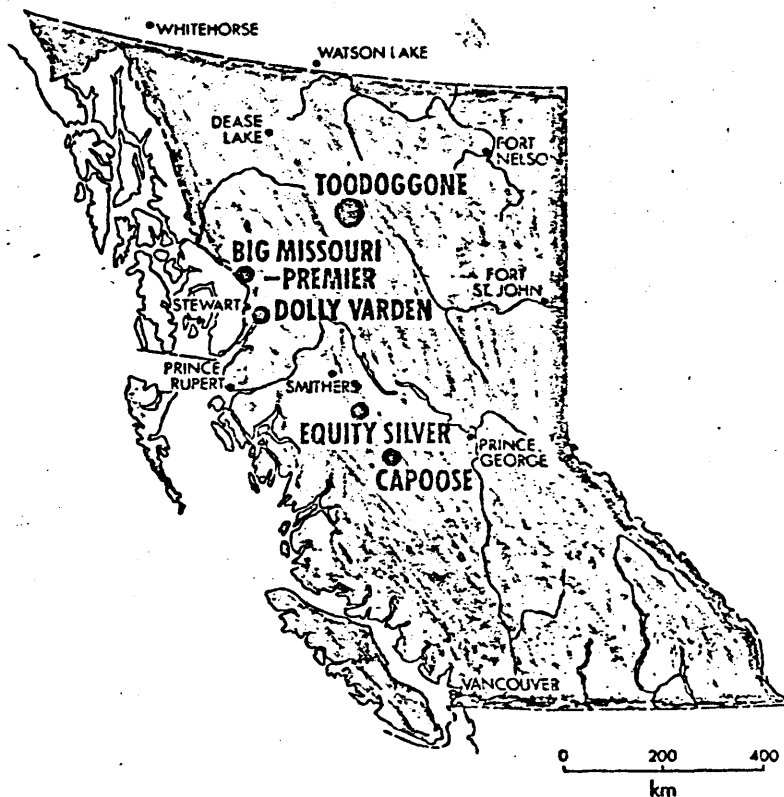 WHITEHORSE
WATSON LAKE
DEASE
LAKE
FORT
NELSO
TOODOGGONE
BIG MISSOURI
-PREMIER
FORT
ST. JOHN
STEWART
DOLLY VARDEN
PRINCE
RUPERT
SMITHERS
EQUITY SILVER
PRINCE
GEORGE
CAPOOSE
VANCOUVER
0 200 400
km